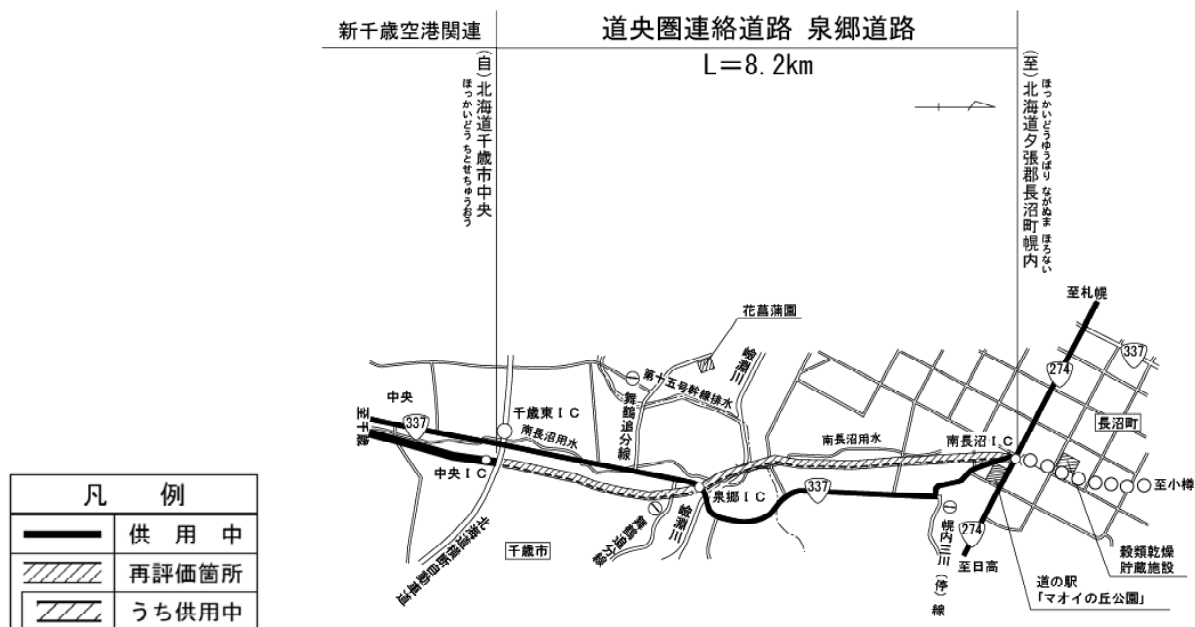 新千歳空港関連
道央圏連絡道路 泉郷道路
L=8.2km
(自)北海道千歳市中央
ほっかいどう ちとせちゅうおう
(至)北海道夕張郡長沼町幌内
ほっかいどうゆうばり ながぬま ほろない
至札幌
花菖蒲園
337
274
嶮淵川
第十五号幹線排水
中央
舞鶴追分線
千歳東IC
長沼町
至千歳
337
南長沼用水
南長沼用水
南長沼IC
中央IC
至小樽
泉郷IC
337
嶮淵川
舞鶴追分線
幌内三川(停)線
274
北海道横断自動車道
千歳市
至日高
穀類乾燥
貯蔵施設
道の駅
「マオイの丘公園」
凡 例
供用中
再評価箇所
うち供用中